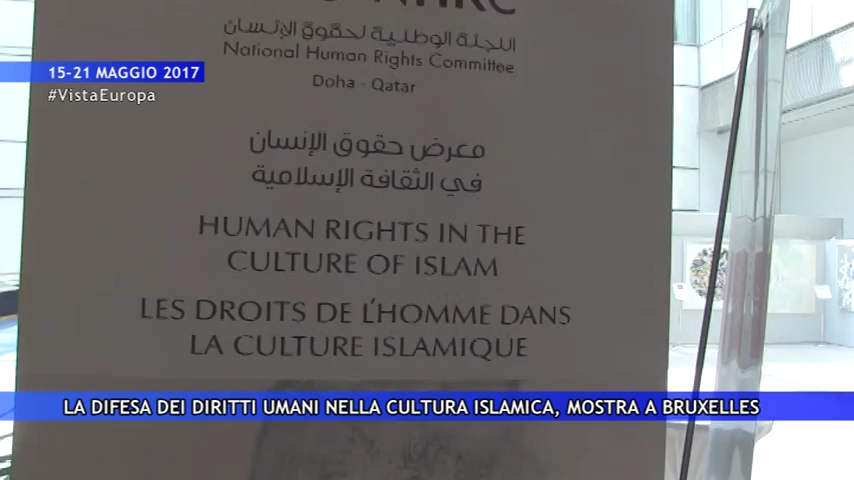 NHRC
اللجنة الوطنية لحقوق الإنسان
National Human Rights Committee
Doha - Qatar
15-21 MAGGIO 2017
#VistaEuropa
معرض حقوق الإنسان
في الثقافة الإسلامية
HUMAN RIGHTS IN THE
CULTURE OF ISLAM
LES DROITS DE L'HOMME DANS
LA CULTURE ISLAMIQUE
LA DIFESA DEI DIRITTI UMANI NELLA CULTURA ISLAMICA, MOSTRA A BRUXELLES